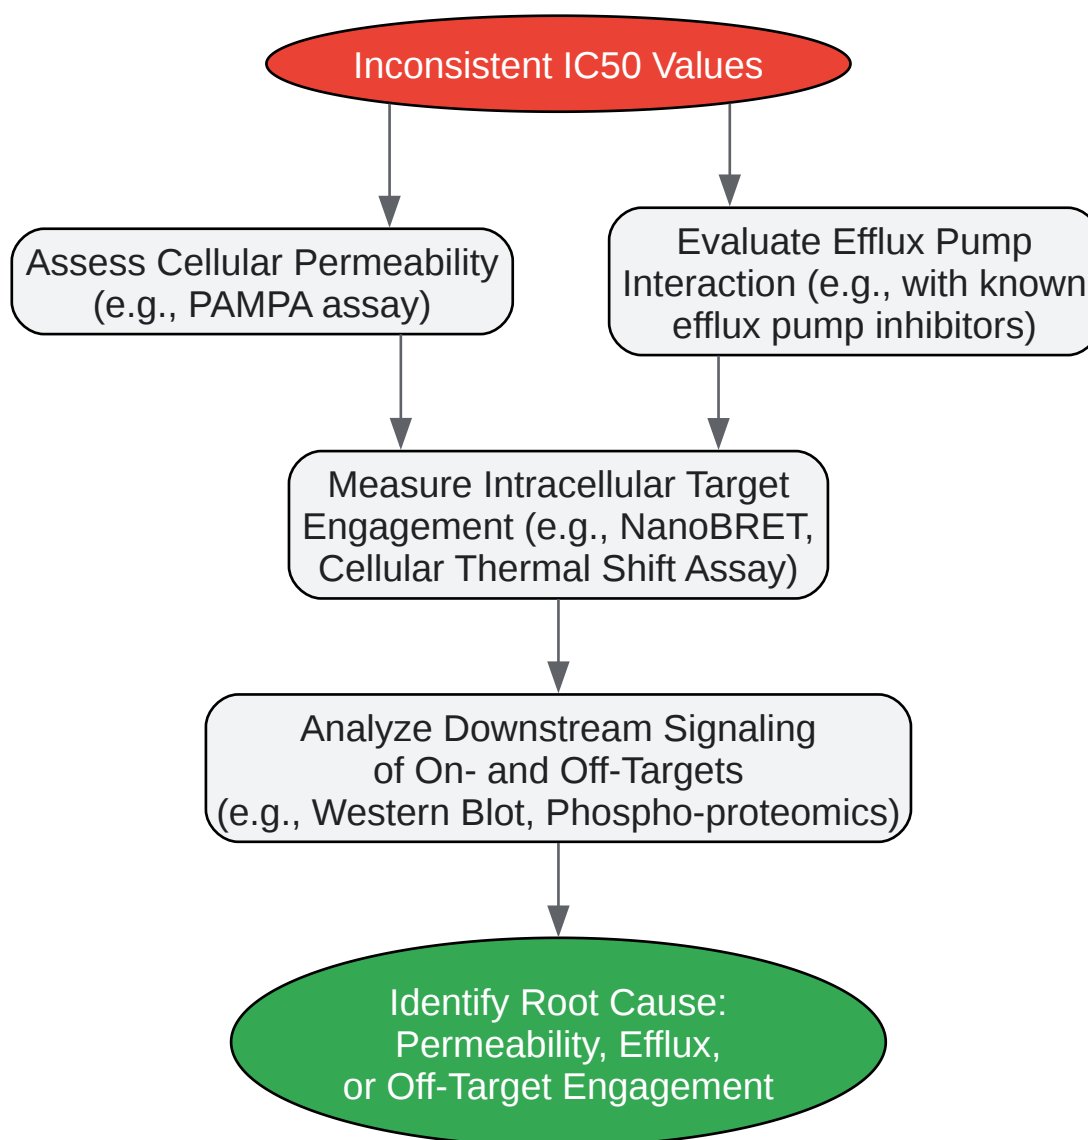 Inconsistent IC50 Values
Assess Cellular Permeability
(e.g., PAMPA assay)
Evaluate Efflux Pump
Interaction (e.g., with known
efflux pump inhibitors)
Measure Intracellular Target
Engagement (e.g., NanoBRET,
Cellular Thermal Shift Assay)
Analyze Downstream Signaling
of On- and Off-Targets
(e.g., Western Blot, Phospho-proteomics)
Identify Root Cause:
Permeability, Efflux,
or Off-Target Engagement